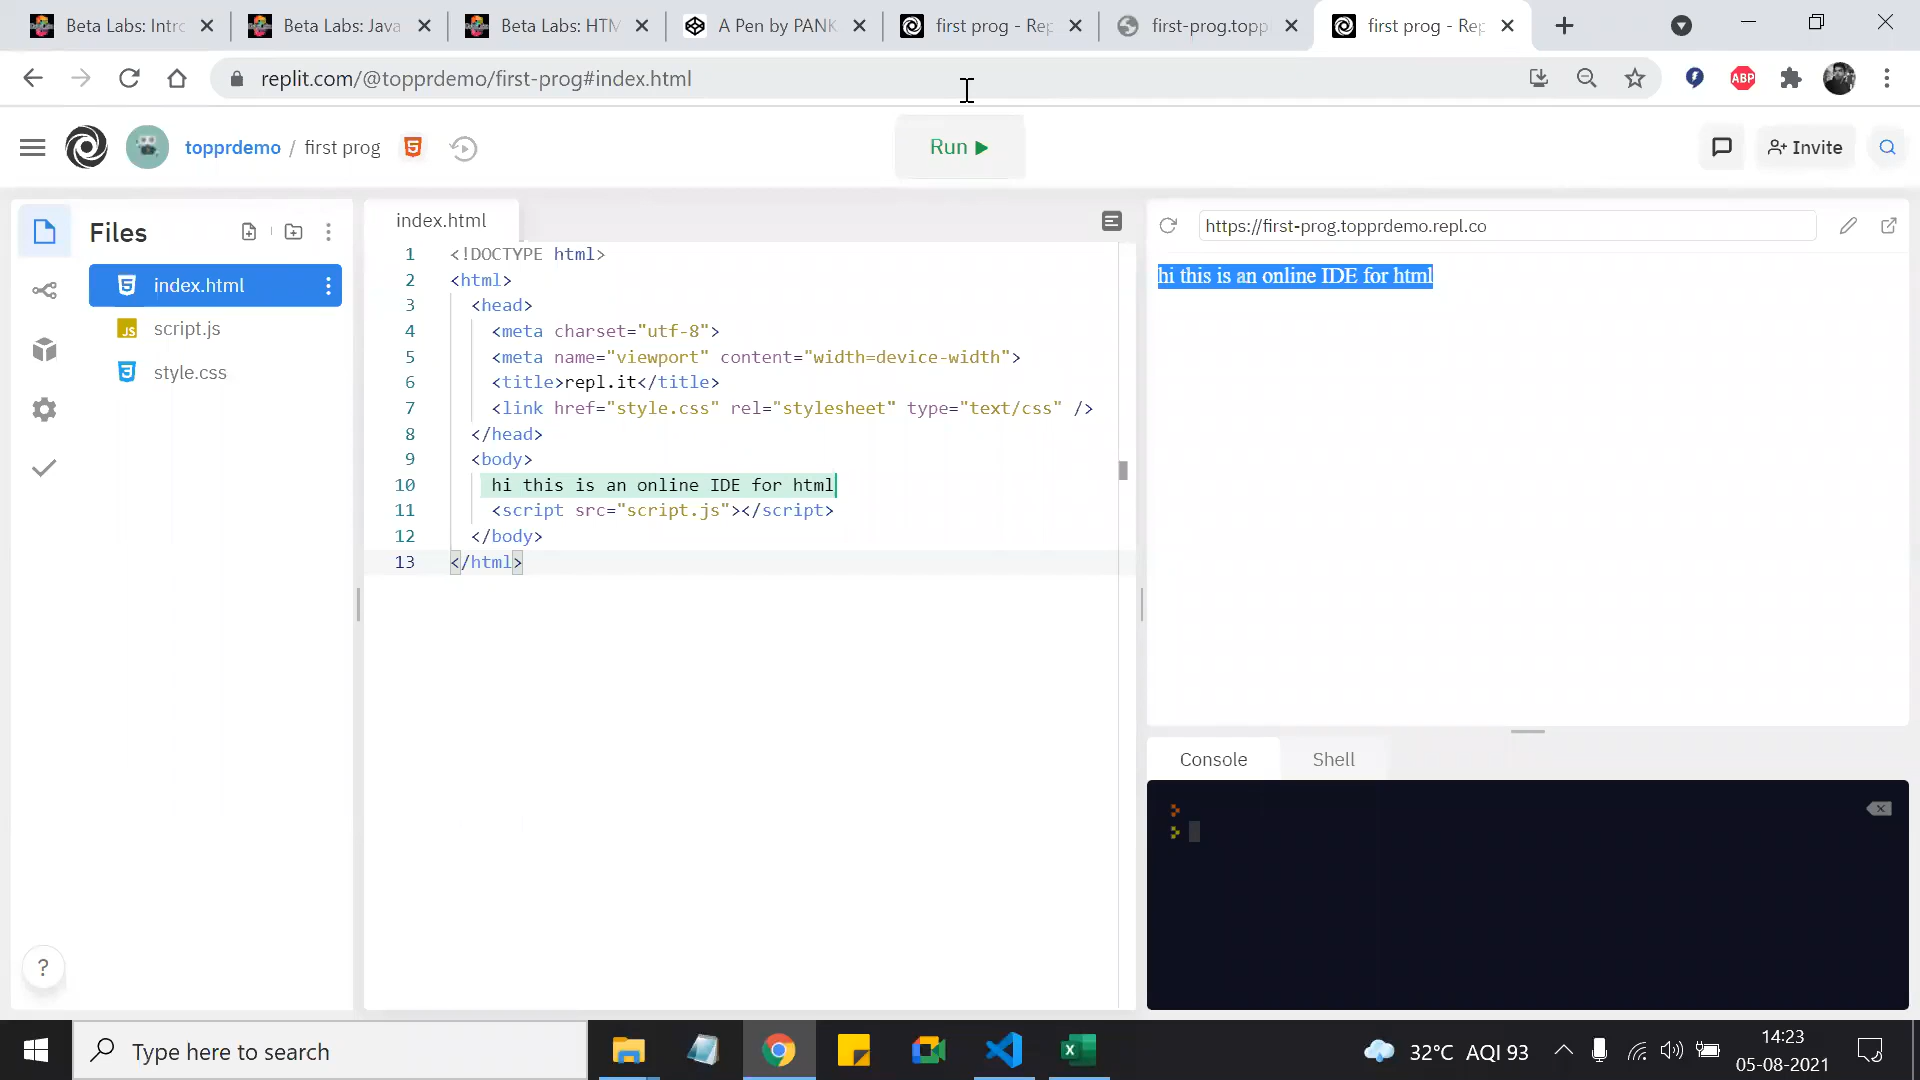 Beta Labs: Intro
Beta Labs: Java
Beta Labs: HTM
A Pen by PANK
first prog - Rep
first-prog.topp
first prog - Rep
replit.com/@topprdemo/first-prog#index.html
ABP
topprdemo / first prog
Run
Invite
Files
index.html
script.js
style.css
index.html
1 <!DOCTYPE html>
2 <html>
3 <head>
4 <meta charset="utf-8">
5 <meta name="viewport" content="width=device-width">
6 <title>repl.it</title>
7 <link href="style.css" rel="stylesheet" type="text/css" />
8 </head>
9 <body>
10 hi this is an online IDE for html
11 <script src="script.js"></script>
12 </body>
13 </html>
?
https://first-prog.topprdemo.repl.co
hi this is an online IDE for html
Console
Shell
Type here to search
32°C AQI 93
14:23
05-08-2021